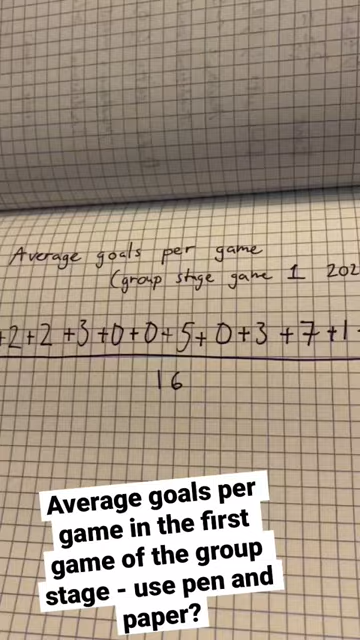 Average goals per game
(group stage game 1 202
+2+2+3+0+0+5+0+3+7+1+
16
Average goals per
game in the first
game of the group
stage - use pen and
paper?